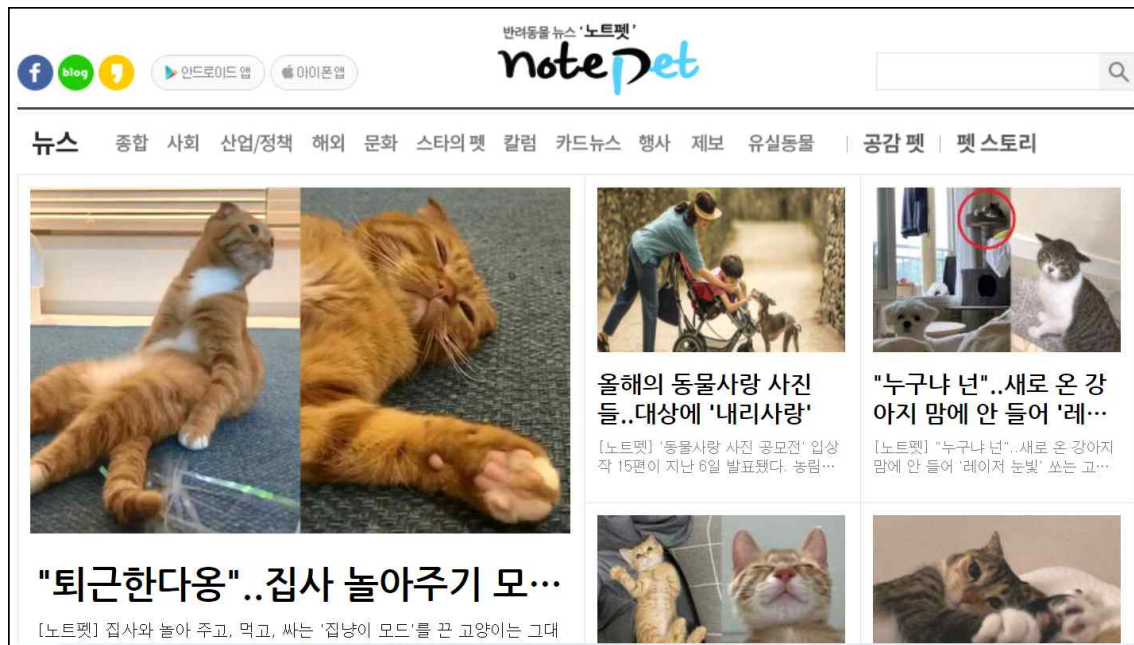 반려동물 뉴스 '노트펫'
notepet
f
blog
안드로이드 앱
아이폰 앱
뉴스 종합 사회 산업/정책 해외 문화 스타의 펫 칼럼 카드뉴스 행사 제보 유실동물 | 공감 펫 | 펫 스토리
"퇴근한다옹"..집사 놀아주기 모…
[노트펫] 집사와 놀아 주고, 먹고, 싸는 '집냥이 모드'를 끈 고양이는 그대
올해의 동물사랑 사진
들..대상에 '내리사랑'
[노트펫] '동물사랑 사진 공모전' 입상
작 15편이 지난 6일 발표됐다. 농림…
"누구냐 넌"..새로 온 강
아지 맘에 안 들어 '레…
[노트펫] "누구냐 넌"..새로 온 강아지
맘에 안 들어 '레이저 눈빛' 쏘는 고…